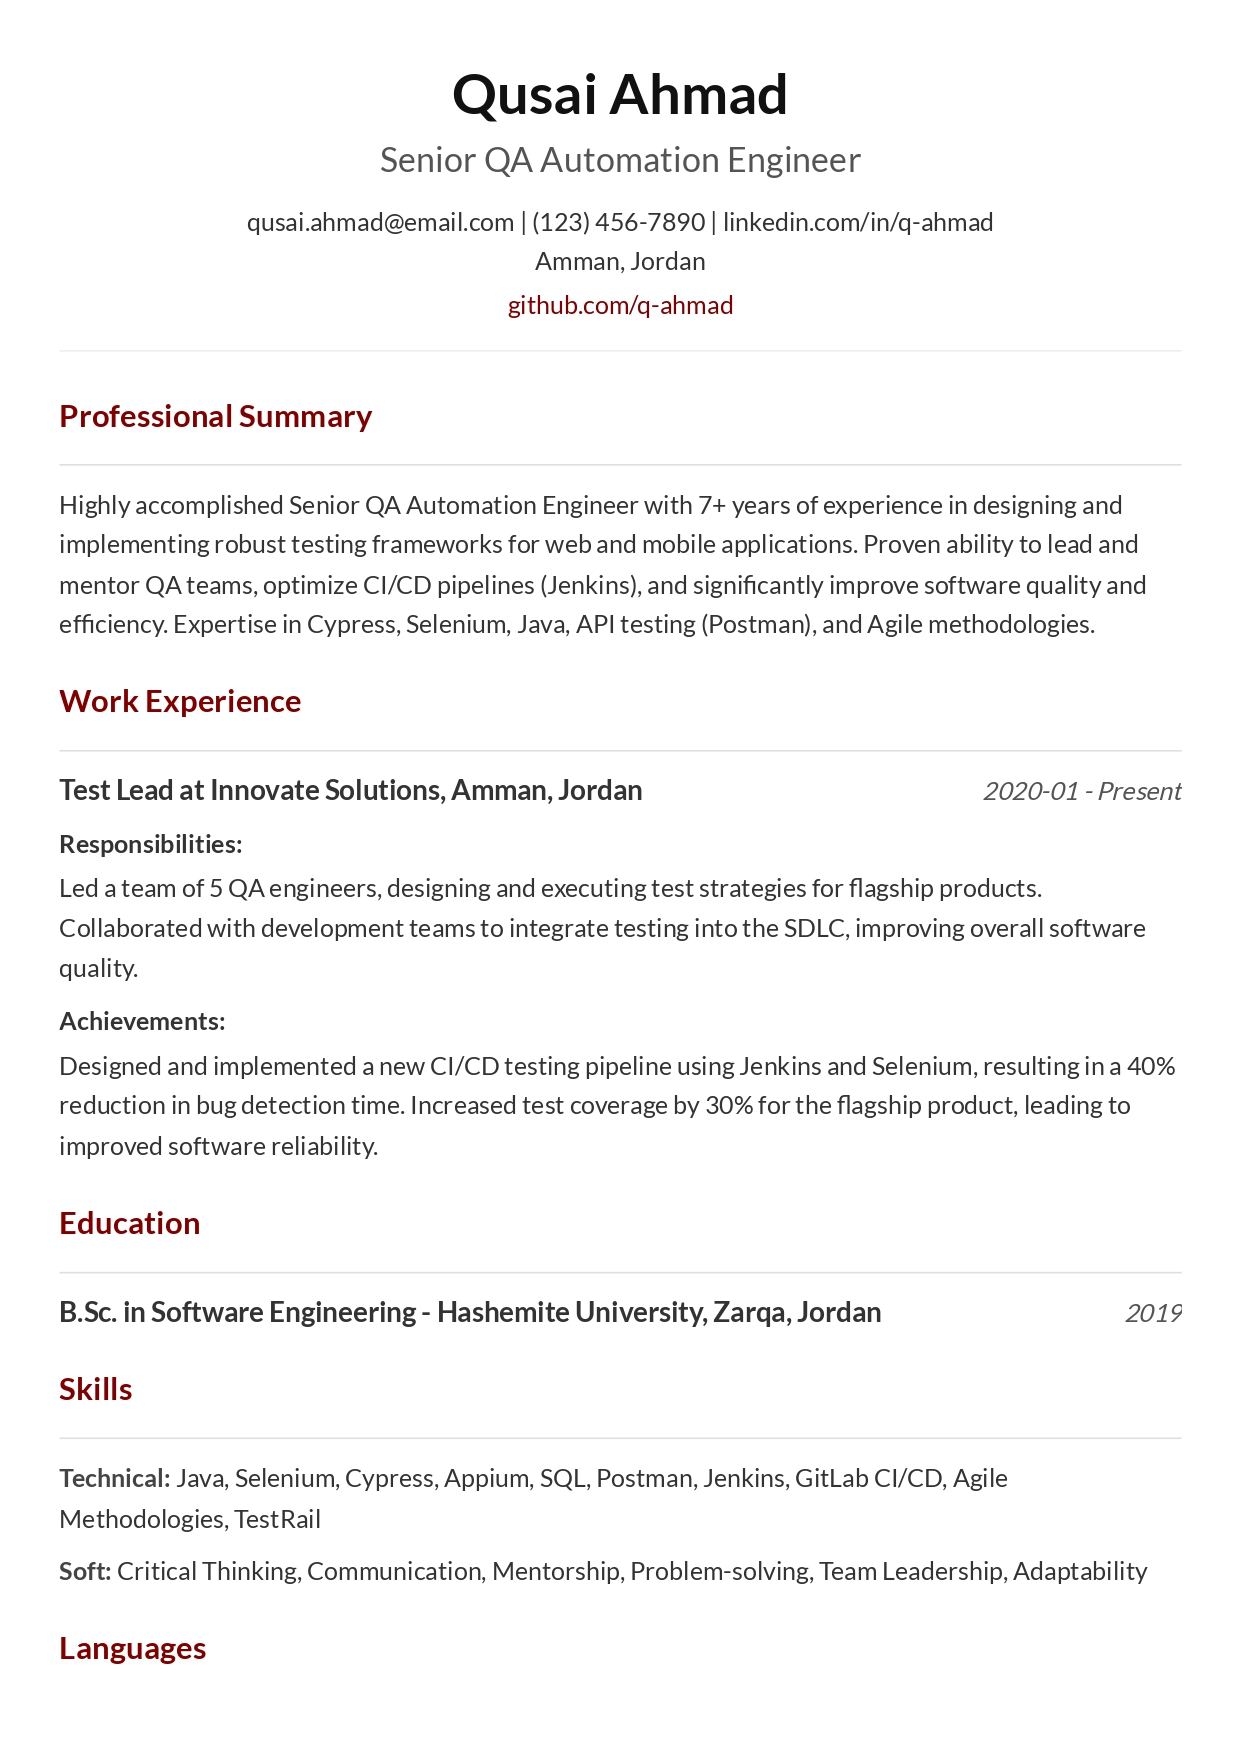 Qusai Ahmad
Senior QA Automation Engineer
qusai.ahmad@email.com | (123) 456-7890 | linkedin.com/in/q-ahmad
Amman, Jordan
github.com/q-ahmad
Professional Summary
Highly accomplished Senior QA Automation Engineer with 7+ years of experience in designing and
implementing robust testing frameworks for web and mobile applications. Proven ability to lead and
mentor QA teams, optimize CI/CD pipelines (Jenkins), and significantly improve software quality and
efficiency. Expertise in Cypress, Selenium, Java, API testing (Postman), and Agile methodologies.
Work Experience
Test Lead at Innovate Solutions, Amman, Jordan 2020-01 - Present
Responsibilities:
Led a team of 5 QA engineers, designing and executing test strategies for flagship products.
Collaborated with development teams to integrate testing into the SDLC, improving overall software
quality.
Achievements:
Designed and implemented a new CI/CD testing pipeline using Jenkins and Selenium, resulting in a 40%
reduction in bug detection time. Increased test coverage by 30% for the flagship product, leading to
improved software reliability.
Education
B.Sc. in Software Engineering - Hashemite University, Zarqa, Jordan 2019
Skills
Technical: Java, Selenium, Cypress, Appium, SQL, Postman, Jenkins, GitLab CI/CD, Agile
Methodologies, TestRail
Soft: Critical Thinking, Communication, Mentorship, Problem-solving, Team Leadership, Adaptability
Languages